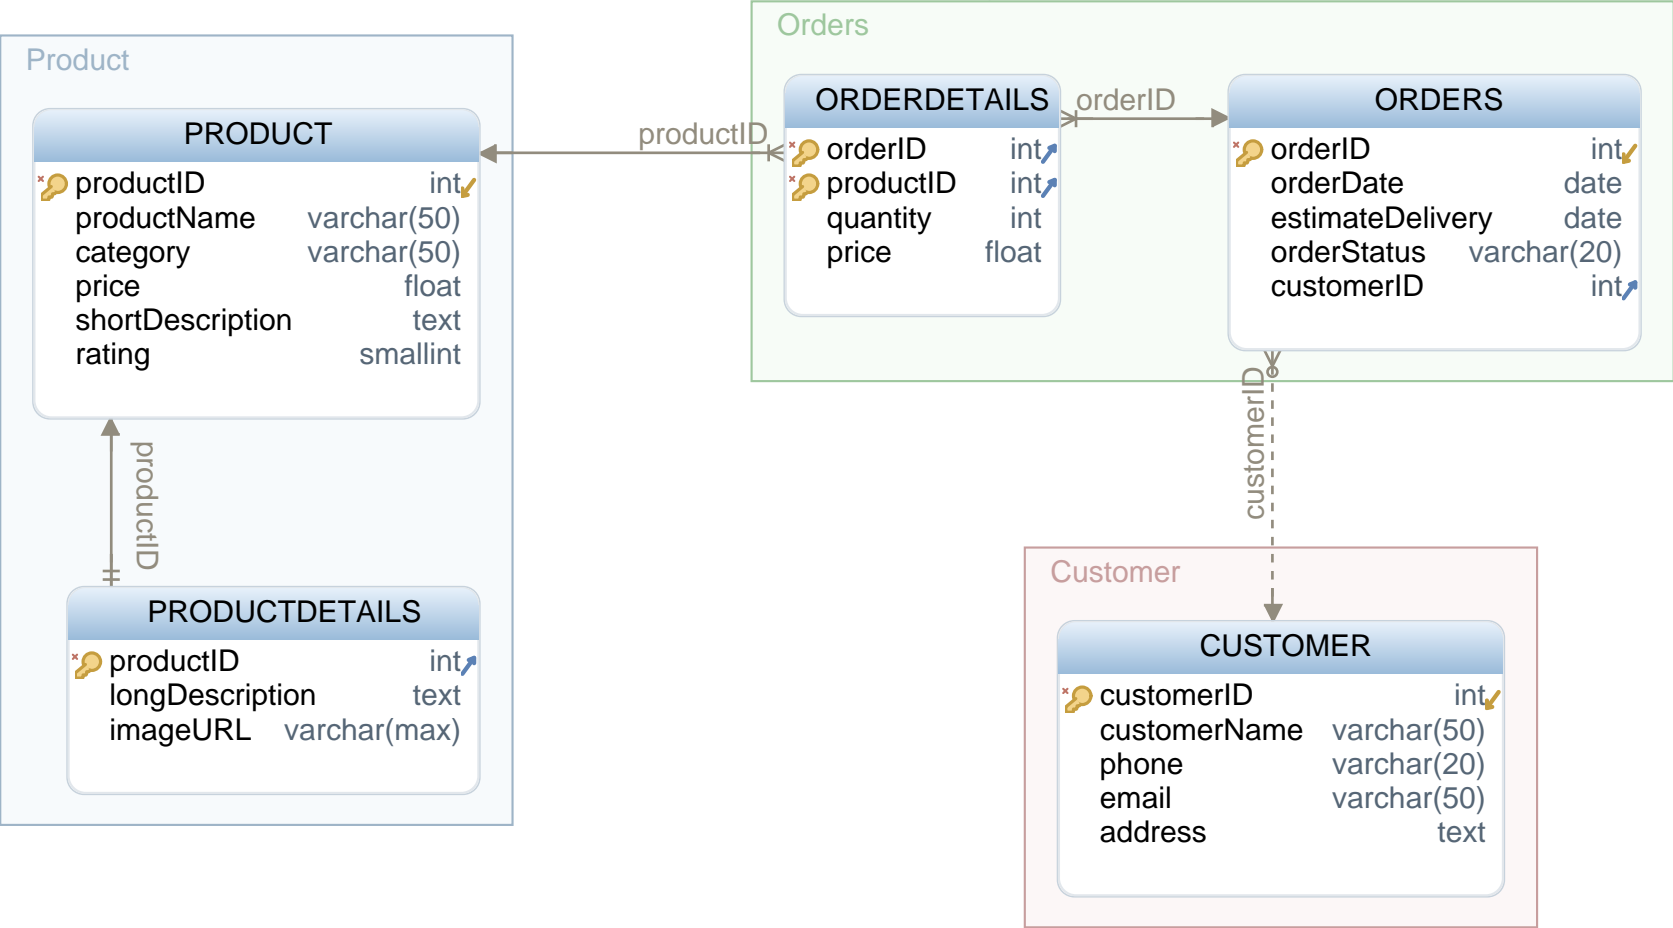 Product
PRODUCT
productID int
productName varchar(50)
category varchar(50)
price float
shortDescription text
rating smallint
productID
PRODUCTDETAILS
productID int
longDescription text
imageURL varchar(max)
productID
Orders
ORDERDETAILS
orderID int
productID int
quantity int
price float
orderID
ORDERS
orderID int
orderDate date
estimateDelivery date
orderStatus varchar(20)
customerID int
customerID
Customer
CUSTOMER
customerID int
customerName varchar(50)
phone varchar(20)
email varchar(50)
address text